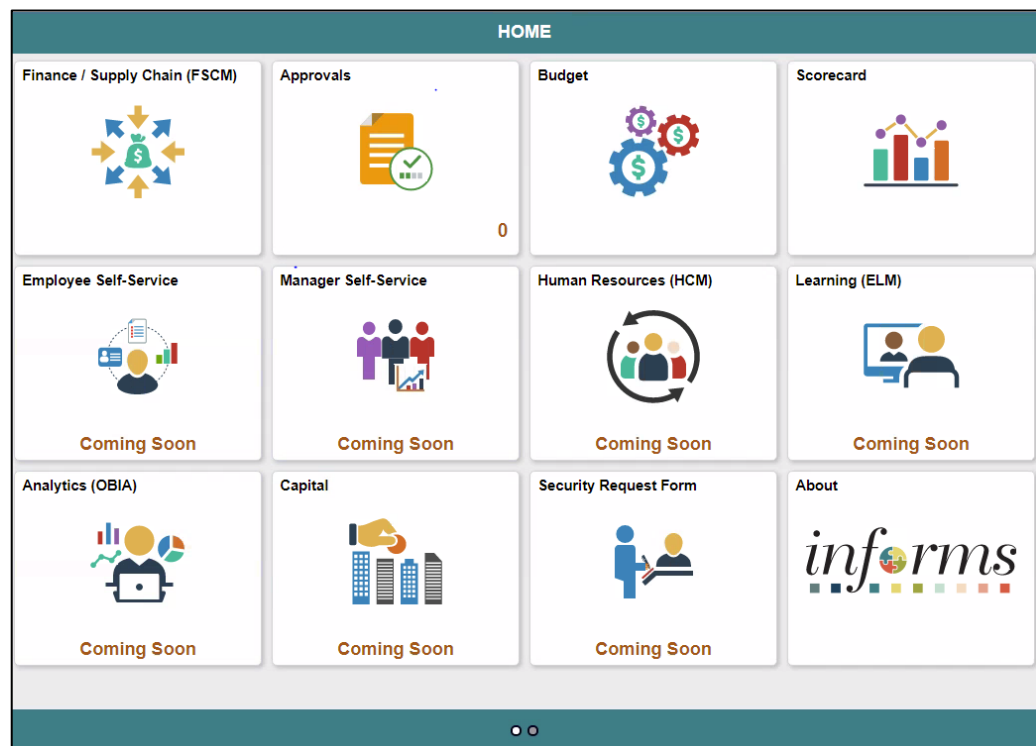 HOME
Finance / Supply Chain (FSCM)
Approvals
Budget
Scorecard
$
$
$
$
0
Employee Self-Service
Manager Self-Service
Human Resources (HCM)
Learning (ELM)
Coming Soon
Coming Soon
Coming Soon
Coming Soon
Analytics (OBIA)
Capital
Security Request Form
About
informs
Coming Soon
Coming Soon
Coming Soon